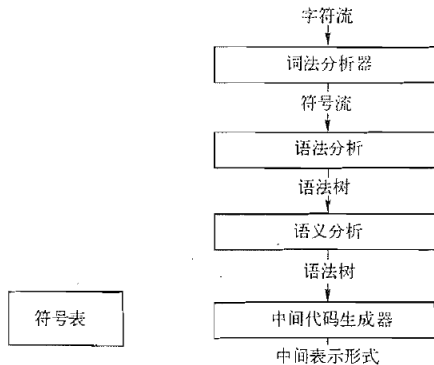 字符流
词法分析器
符号流
语法分析
语法树
语义分析
语法树
符号表
中间代码生成器
中间表示形式